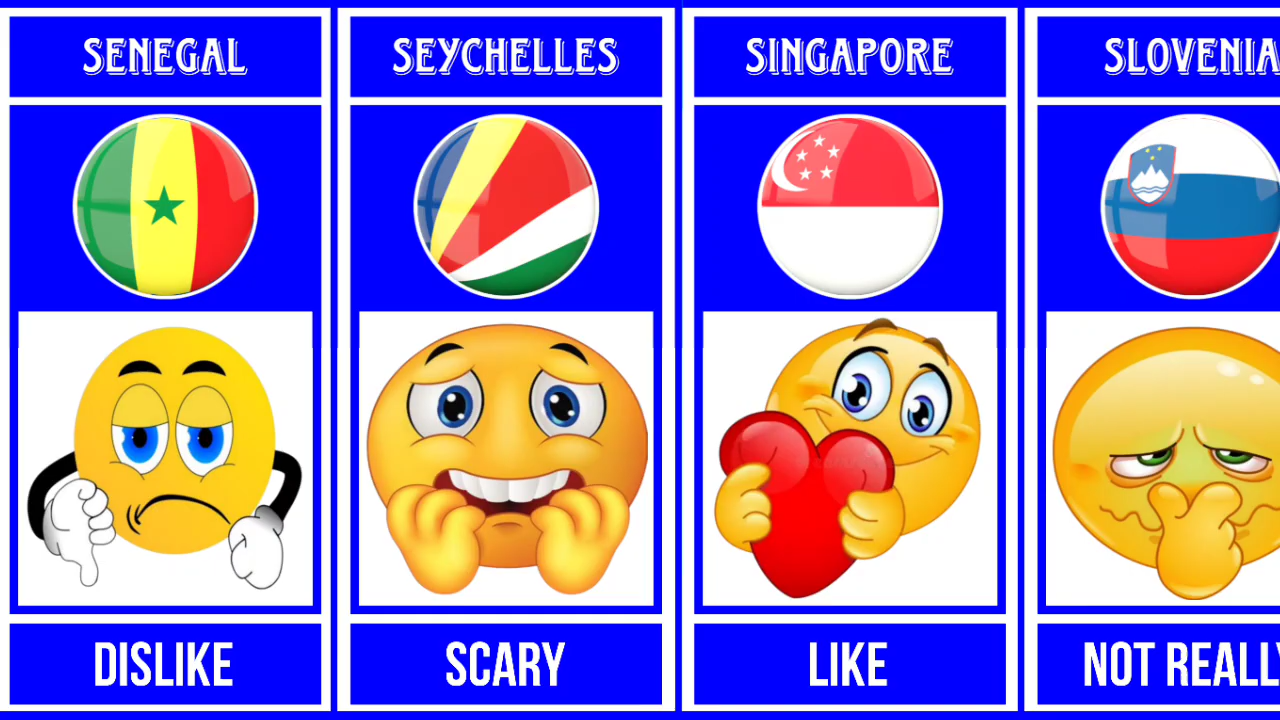 SENEGAL
SEYCHELLES
SINGAPORE
SLOVENIA
DISLIKE
SCARY
LIKE
NOT REALLY